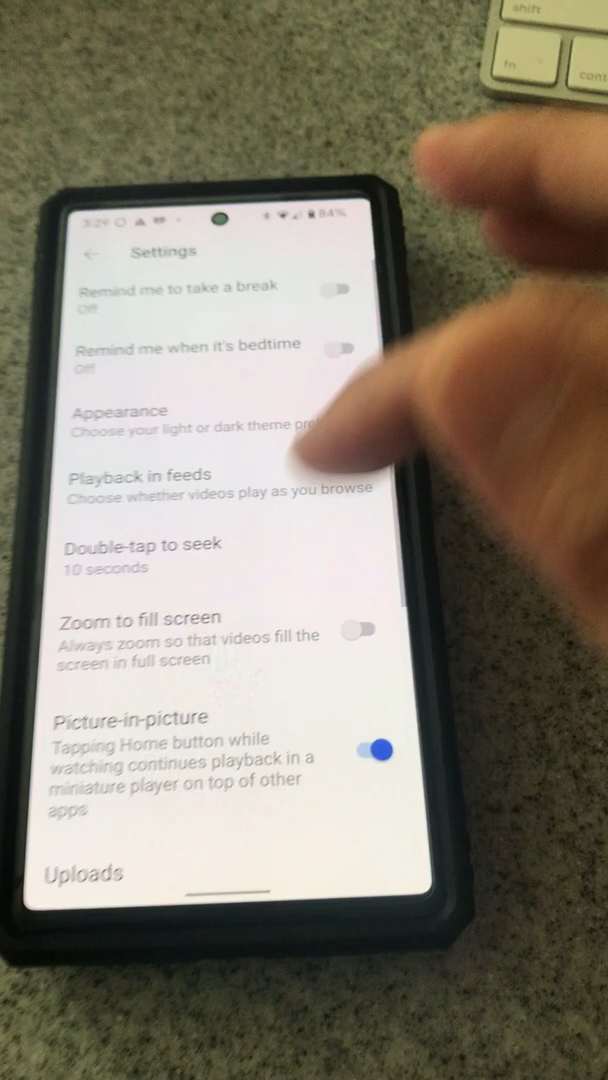 shift
fn
cont
3:29
84%
Settings
Remind me to take a break
Off
Remind me when it's bedtime
Off
Appearance
Choose your light or dark theme pre
Playback in feeds
Choose whether videos play as you browse
Double-tap to seek
10 seconds
Zoom to fill screen
Always zoom so that videos fill the
screen in full screen
Picture-in-picture
Tapping Home button while
watching continues playback in a
miniature player on top of other
apps
Uploads